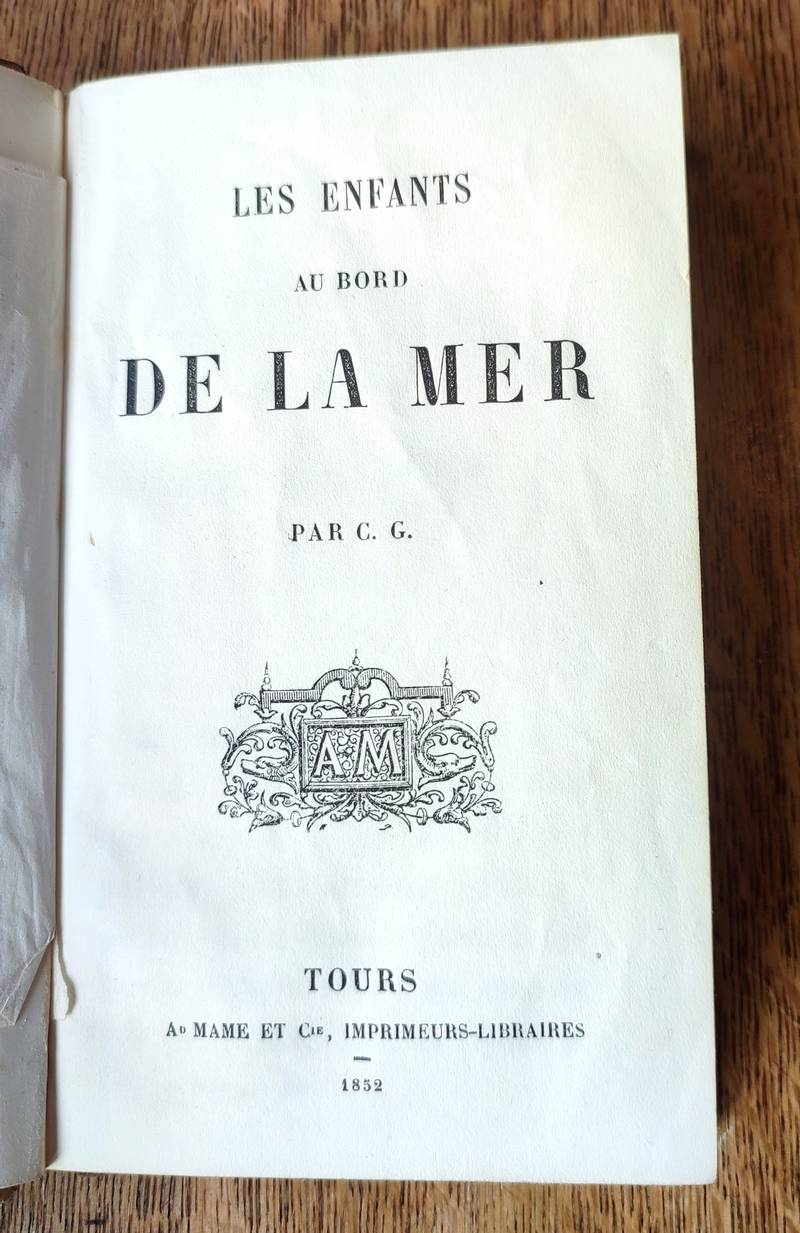 LES ENFANTS
AU BORD
DE LA MER
PAR C. G.
AM
TOURS
Aᴰ MAME ET Cᴵᴱ, IMPRIMEURS-LIBRAIRES
1852